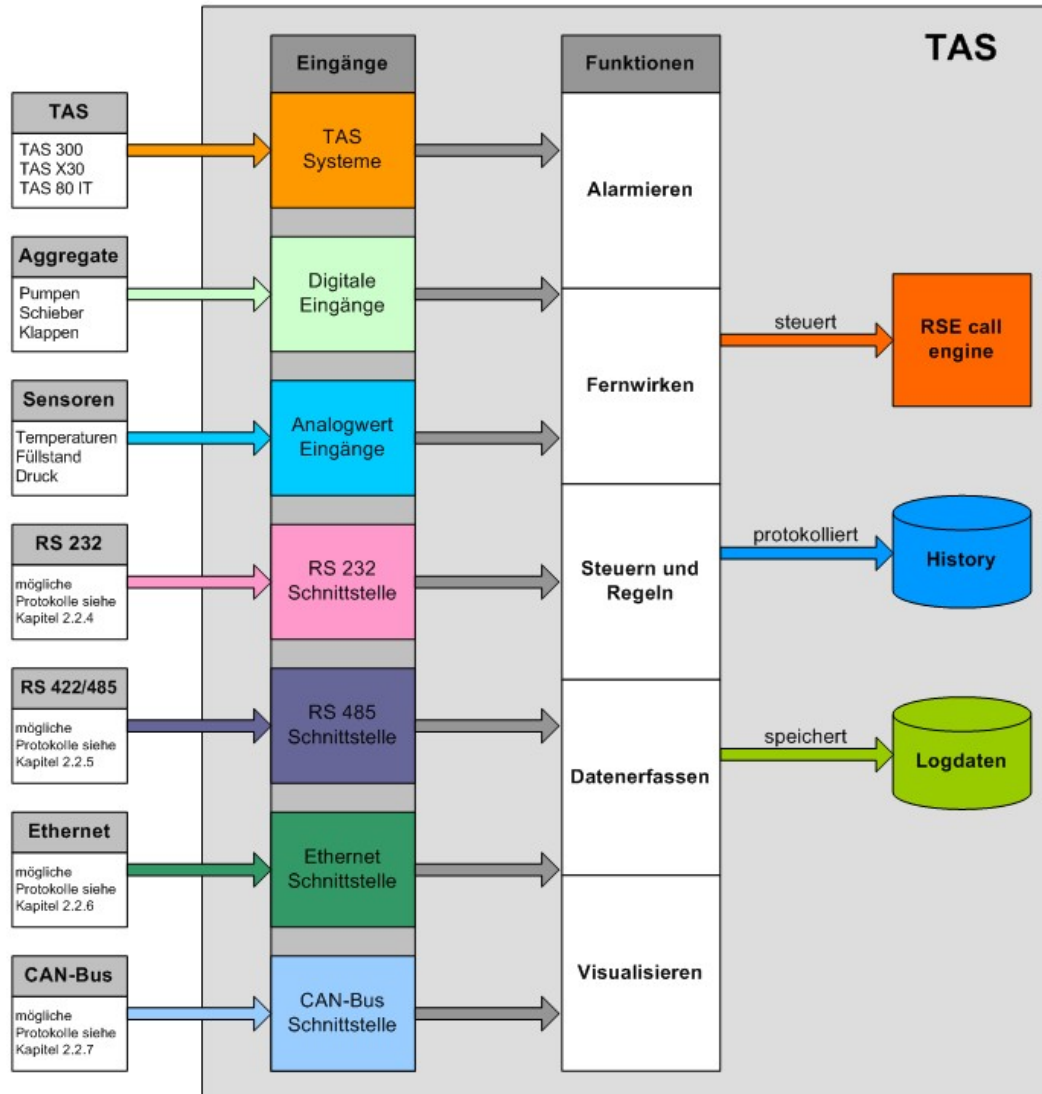 TAS
Eingänge
Funktionen
TAS
TAS 300
TAS X30
TAS 80 IT
TAS
Systeme
Alarmieren
Aggregate
Pumpen
Schieber
Klappen
Digitale
Eingänge
Fernwirken
steuert
RSE call
engine
Sensoren
Temperaturen
Füllstand
Druck
Analogwert
Eingänge
RS 232
mögliche
Protokolle siehe
Kapitel 2.2.4
RS 232
Schnittstelle
Steuern und
Regeln
protokolliert
History
RS 422/485
mögliche
Protokolle siehe
Kapitel 2.2.5
RS 485
Schnittstelle
Datenerfassen
speichert
Logdaten
Ethernet
mögliche
Protokolle siehe
Kapitel 2.2.6
Ethernet
Schnittstelle
Visualisieren
CAN-Bus
mögliche
Protokolle siehe
Kapitel 2.2.7
CAN-Bus
Schnittstelle